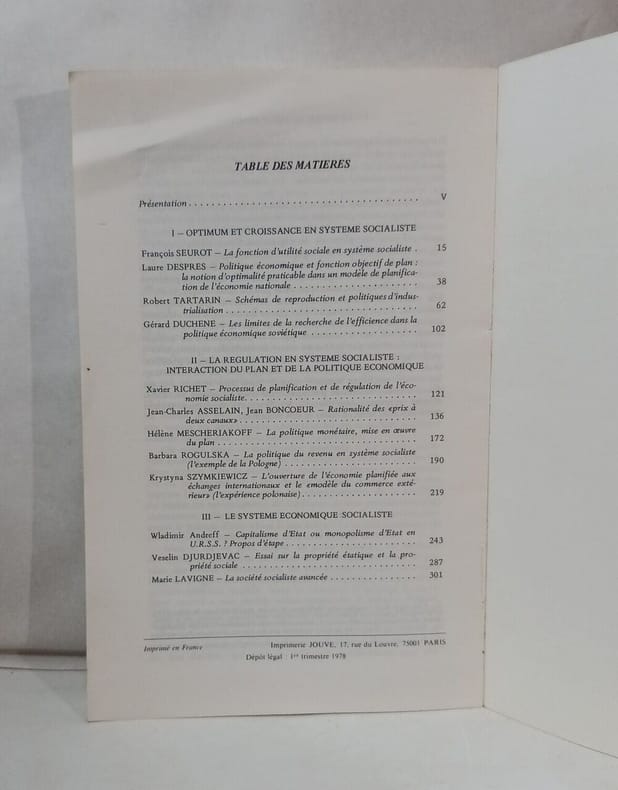 TABLE DES MATIERES
Présentation . . . . . . . . . . . . . . . . . . . . . . . . . . . . . . . . . . . . . . . . V
I – OPTIMUM ET CROISSANCE EN SYSTEME SOCIALISTE
François SEUROT – La fonction d'utilité sociale en système socialiste . 15
Laure DESPRES – Politique économique et fonction objectif de plan :
la notion d'optimalité praticable dans un modèle de planifica-
tion de l'économie nationale . . . . . . . . . . . . . . . . . . . . . . 38
Robert TARTARIN – Schémas de reproduction et politiques d'indus-
trialisation . . . . . . . . . . . . . . . . . . . . . . . . . . . . . . . . . . 62
Gérard DUCHENE – Les limites de la recherche de l'efficience dans la
politique économique soviétique . . . . . . . . . . . . . . . . . . . 102
II – LA REGULATION EN SYSTEME SOCIALISTE :
INTERACTION DU PLAN ET DE LA POLITIQUE ECONOMIQUE
Xavier RICHET – Processus de planification et de régulation de l'éco-
nomie socialiste. . . . . . . . . . . . . . . . . . . . . . . . . . . . . . 121
Jean-Charles ASSELAIN, Jean BONCOEUR – Rationalité des «prix à
deux canaux» . . . . . . . . . . . . . . . . . . . . . . . . . . . . . . . 136
Hélène MESCHERIAKOFF – La politique monétaire, mise en œuvre
du plan . . . . . . . . . . . . . . . . . . . . . . . . . . . . . . . . . . . 172
Barbara ROGULSKA – La politique du revenu en système socialiste
(l'exemple de la Pologne) . . . . . . . . . . . . . . . . . . . . . . . 190
Krystyna SZYMKIEWICZ – L'ouverture de l'économie planifiée aux
échanges internationaux et le «modèle du commerce exté-
rieur» (l'expérience polonaise) . . . . . . . . . . . . . . . . . . . . 219
III – LE SYSTEME ECONOMIQUE SOCIALISTE
Wladimir Andreff – Capitalisme d'Etat ou monopolisme d'Etat en
U.R.S.S. ? Propos d'étape . . . . . . . . . . . . . . . . . . . . . . . 243
Veselin DJURDJEVAC – Essai sur la propriété étatique et la pro-
priété sociale . . . . . . . . . . . . . . . . . . . . . . . . . . . . . . . 287
Marie LAVIGNE – La société socialiste avancée . . . . . . . . . . . . . . . 301
Imprimé en France
Imprimerie JOUVE, 17, rue du Louvre, 75001 PARIS
Dépôt légal : 1er trimestre 1978